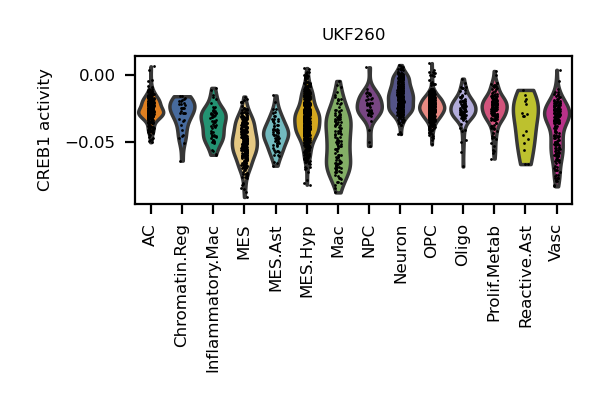 UKF260
CREB1 activity
0.00
−0.05
AC
Chromatin.Reg
Inflammatory.Mac
MES
MES.Ast
MES.Hyp
Mac
NPC
Neuron
OPC
Oligo
Prolif.Metab
Reactive.Ast
Vasc